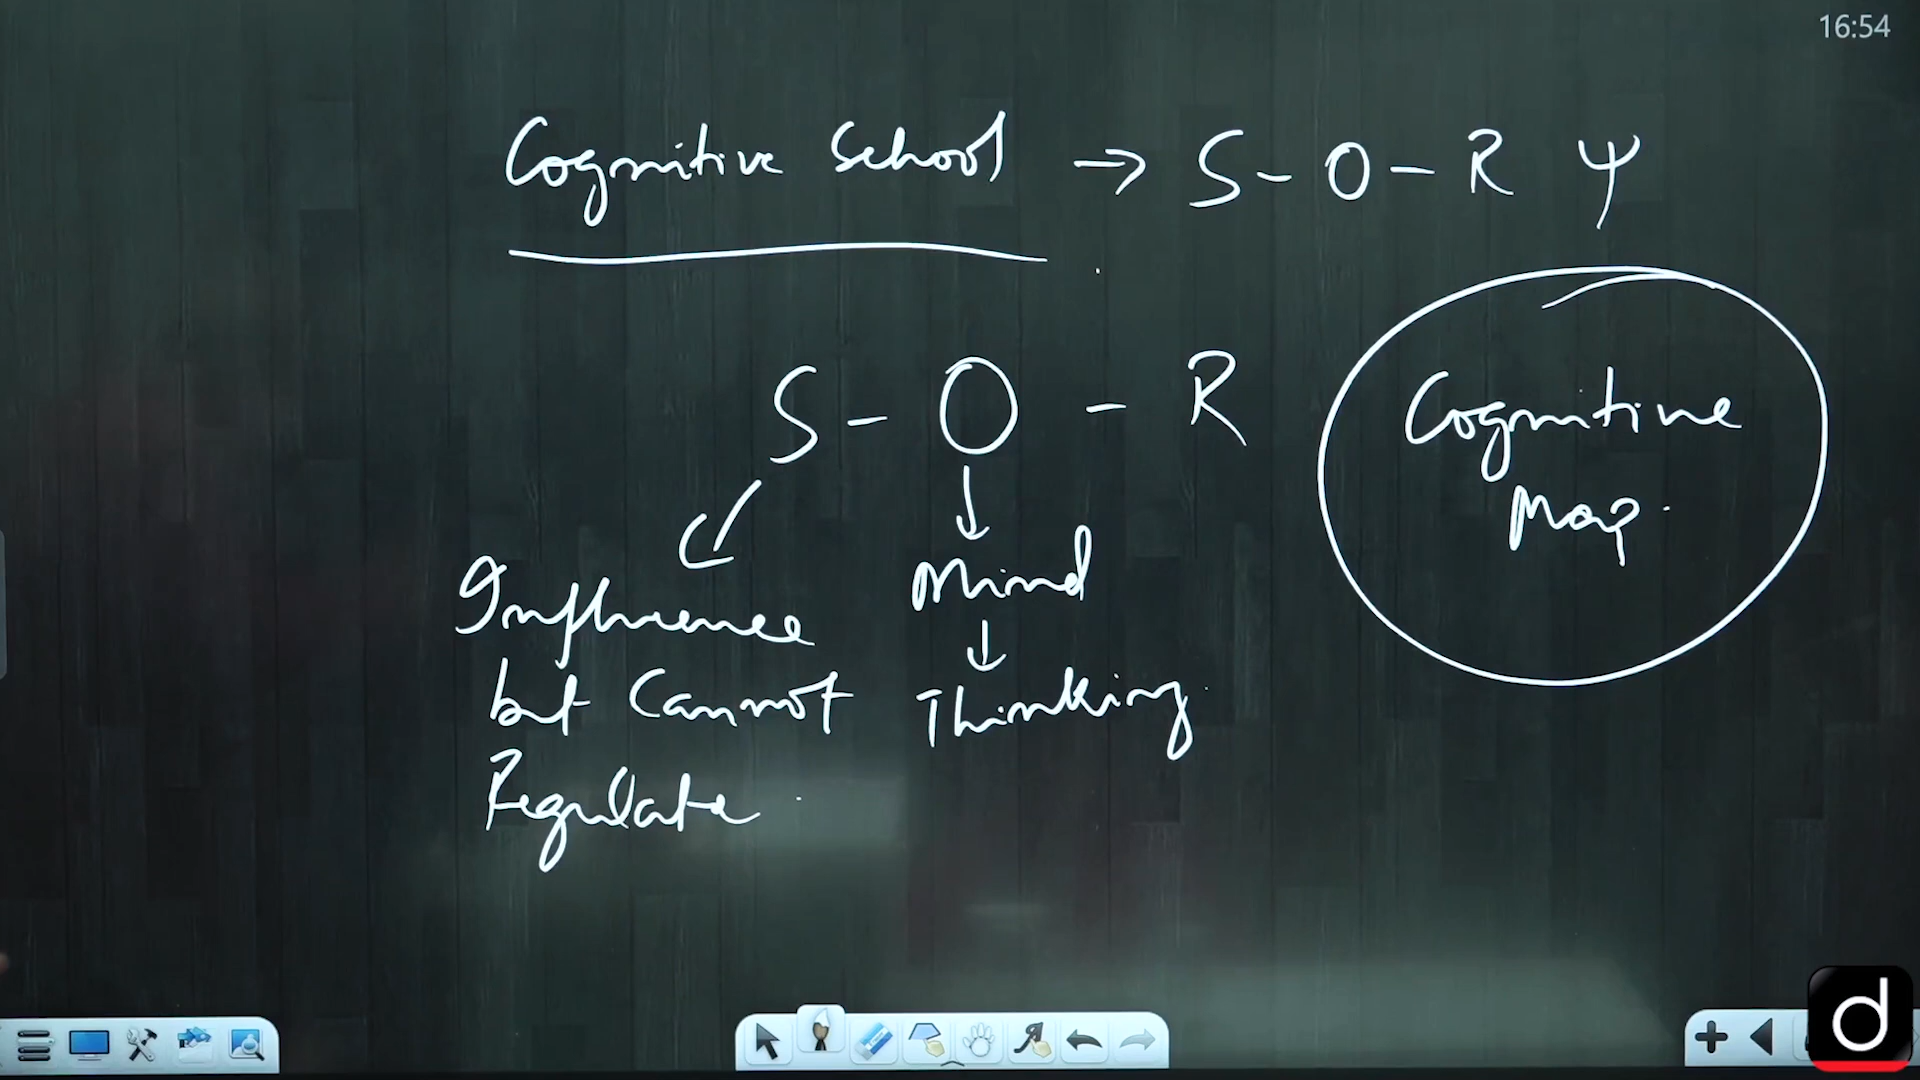 16:54
Cognitive School → S - O - R ψ
S - O - R
Cognitive
Map.
Influence
but Cannot
Regulate.
Mind
Thinking.
d